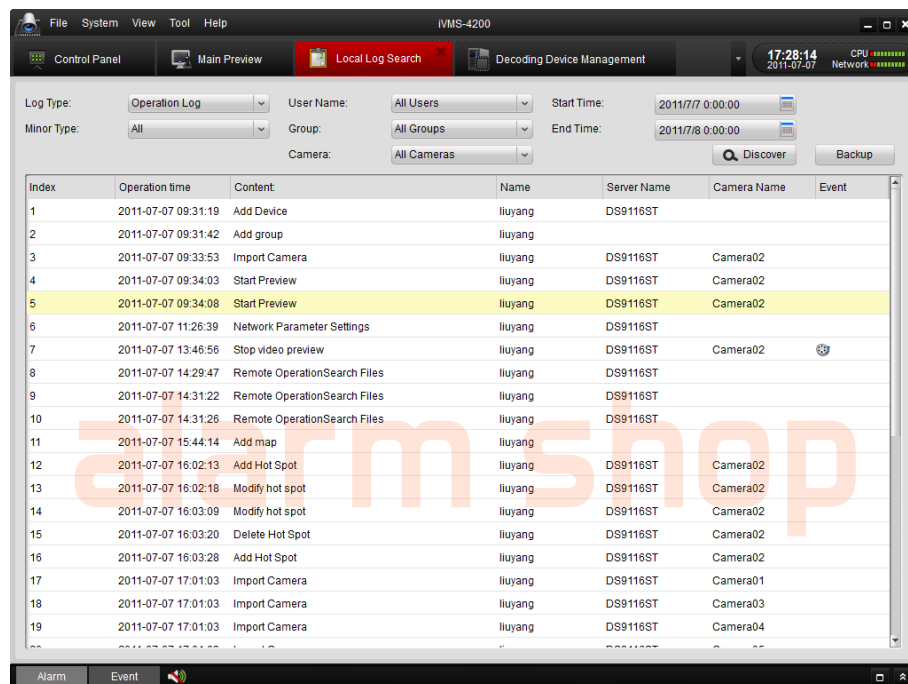 File System View Tool Help iVMS-4200
Control Panel Main Preview Local Log Search Decoding Device Management 17:28:14 CPU
2011-07-07 Network
Log Type: Operation Log User Name: All Users Start Time: 2011/7/7 0:00:00
Minor Type: All Group: All Groups End Time: 2011/7/8 0:00:00
Camera: All Cameras Discover Backup
Index Operation time Content: Name Server Name Camera Name Event
1 2011-07-07 09:31:19 Add Device liuyang DS9116ST
2 2011-07-07 09:31:42 Add group liuyang
3 2011-07-07 09:33:53 Import Camera liuyang DS9116ST Camera02
4 2011-07-07 09:34:03 Start Preview liuyang DS9116ST Camera02
5 2011-07-07 09:34:08 Start Preview liuyang DS9116ST Camera02
6 2011-07-07 11:26:39 Network Parameter Settings liuyang DS9116ST
7 2011-07-07 13:46:56 Stop video preview liuyang DS9116ST Camera02
8 2011-07-07 14:29:47 Remote OperationSearch Files liuyang DS9116ST
9 2011-07-07 14:31:22 Remote OperationSearch Files liuyang DS9116ST
10 2011-07-07 14:31:26 Remote OperationSearch Files liuyang DS9116ST
11 2011-07-07 15:44:14 Add map liuyang
12 2011-07-07 16:02:13 Add Hot Spot liuyang DS9116ST Camera02
13 2011-07-07 16:02:18 Modify hot spot liuyang DS9116ST Camera02
14 2011-07-07 16:03:09 Modify hot spot liuyang DS9116ST Camera02
15 2011-07-07 16:03:20 Delete Hot Spot liuyang DS9116ST Camera02
16 2011-07-07 16:03:28 Add Hot Spot liuyang DS9116ST Camera02
17 2011-07-07 17:01:03 Import Camera liuyang DS9116ST Camera01
18 2011-07-07 17:01:03 Import Camera liuyang DS9116ST Camera03
19 2011-07-07 17:01:03 Import Camera liuyang DS9116ST Camera04
alarm shop
Alarm Event